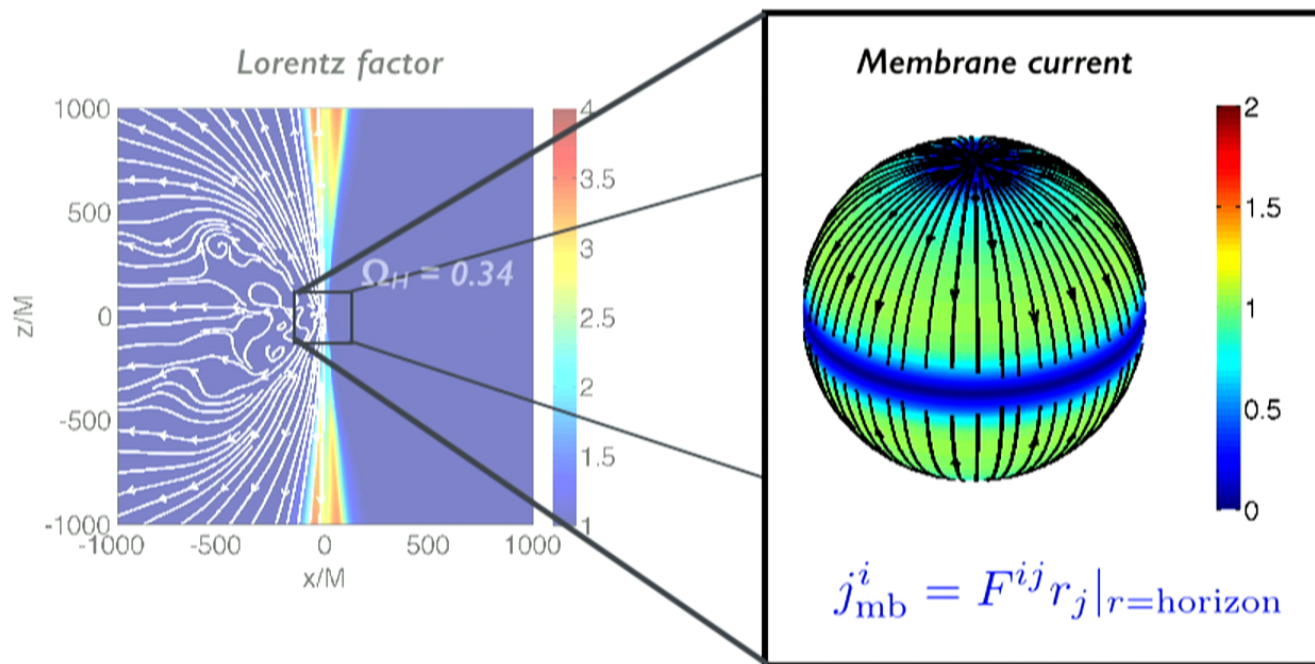 Lorentz factor
1000
500
0
-500
-1000
z/M
-1000 -500 0 500 1000
x/M
4
3.5
3
2.5
2
1.5
1
Ω_H = 0.34
Membrane current
2
1.5
1
0.5
0
j^i_mb = F^{ij} r_j|_{r=horizon}